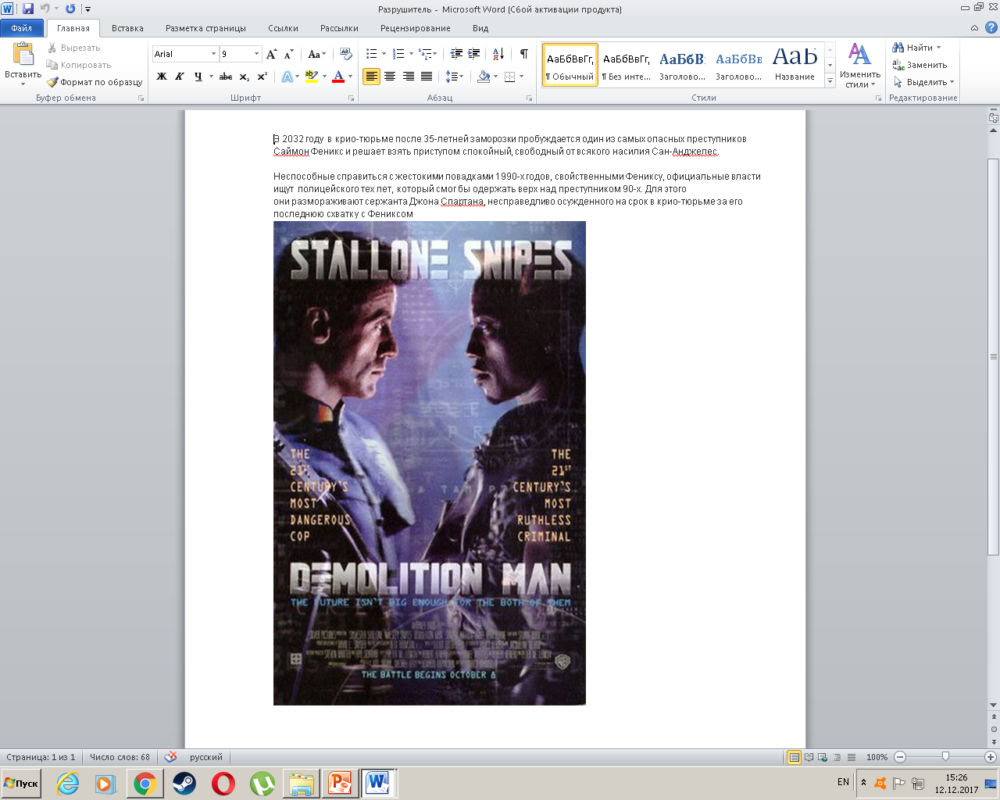 Разрушитель - Microsoft Word (Сбой активации продукта)
Файл Главная Вставка Разметка страницы Ссылки Рассылки Рецензирование Вид
Вставить
Вырезать
Копировать
Формат по образцу
Буфер обмена
Arial 9
Ж К Ч abc x₂ x² A ab A
Шрифт
Абзац
АаБбВвГг, АаБбВвГг, АаБбВ: АаБбВв АаБ
¶ Обычный ¶ Без инте... Заголово... Заголово... Название
Стили
Изменить
стили
Найти
Заменить
Выделить
Редактирование
В 2032 году в крио-тюрьме после 35-летней заморозки пробуждается один из самых опасных преступников
Саймон Феникс и решает взять приступом спокойный, свободный от всякого насилия Сан-Анджелес.
Неспособные справиться с жестокими повадками 1990-х годов, свойственными Фениксу, официальные власти
ищут полицейского тех лет, который смог бы одержать верх над преступником 90-х. Для этого
они размораживают сержанта Джона Спартана, несправедливо осужденного на срок в крио-тюрьме за его
последнюю схватку с Фениксом
STALLONE SNIPES
THE
21ST
CENTURY'S
MOST
DANGEROUS
COP
THE
21ST
CENTURY'S
MOST
RUTHLESS
CRIMINAL
DEMOLITION MAN
THE FUTURE ISN'T BIG ENOUGH FOR THE BOTH OF THEM
THE BATTLE BEGINS OCTOBER 8
Страница: 1 из 1 Число слов: 68 русский 100%
Пуск EN 15:26
12.12.2017